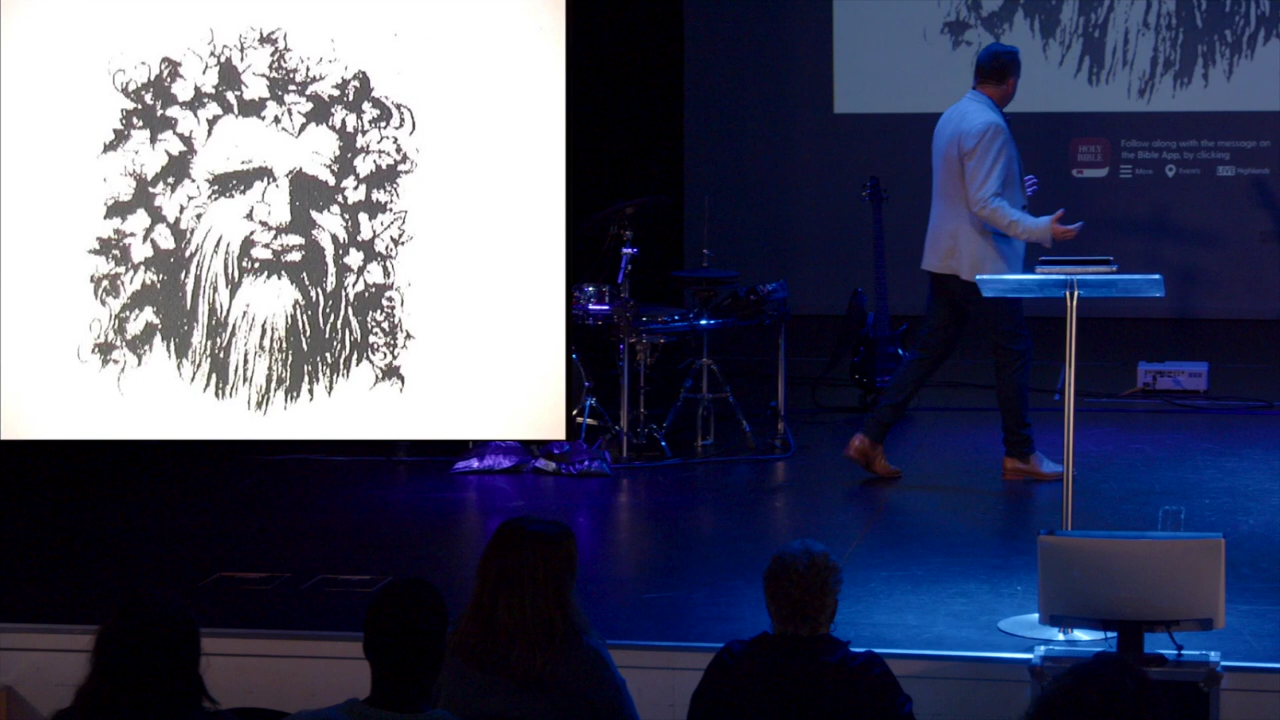 HOLY
BIBLE
Follow along with the message on
the Bible App, by clicking
More
Events
LIVE Highlands